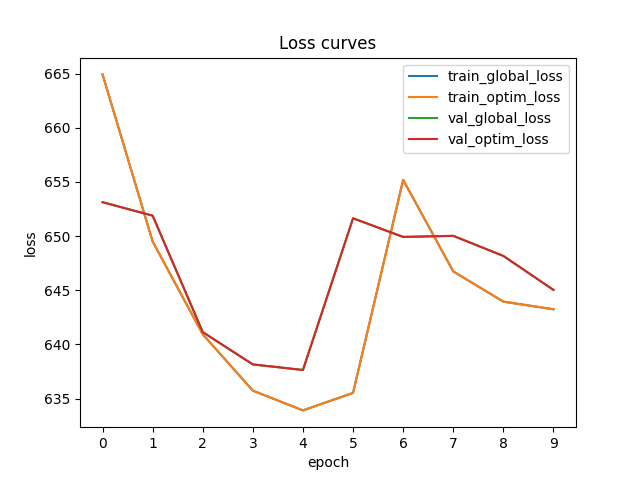 Loss curves
train_global_loss
train_optim_loss
val_global_loss
val_optim_loss
665
660
655
650
645
640
635
loss
0 1 2 3 4 5 6 7 8 9
epoch